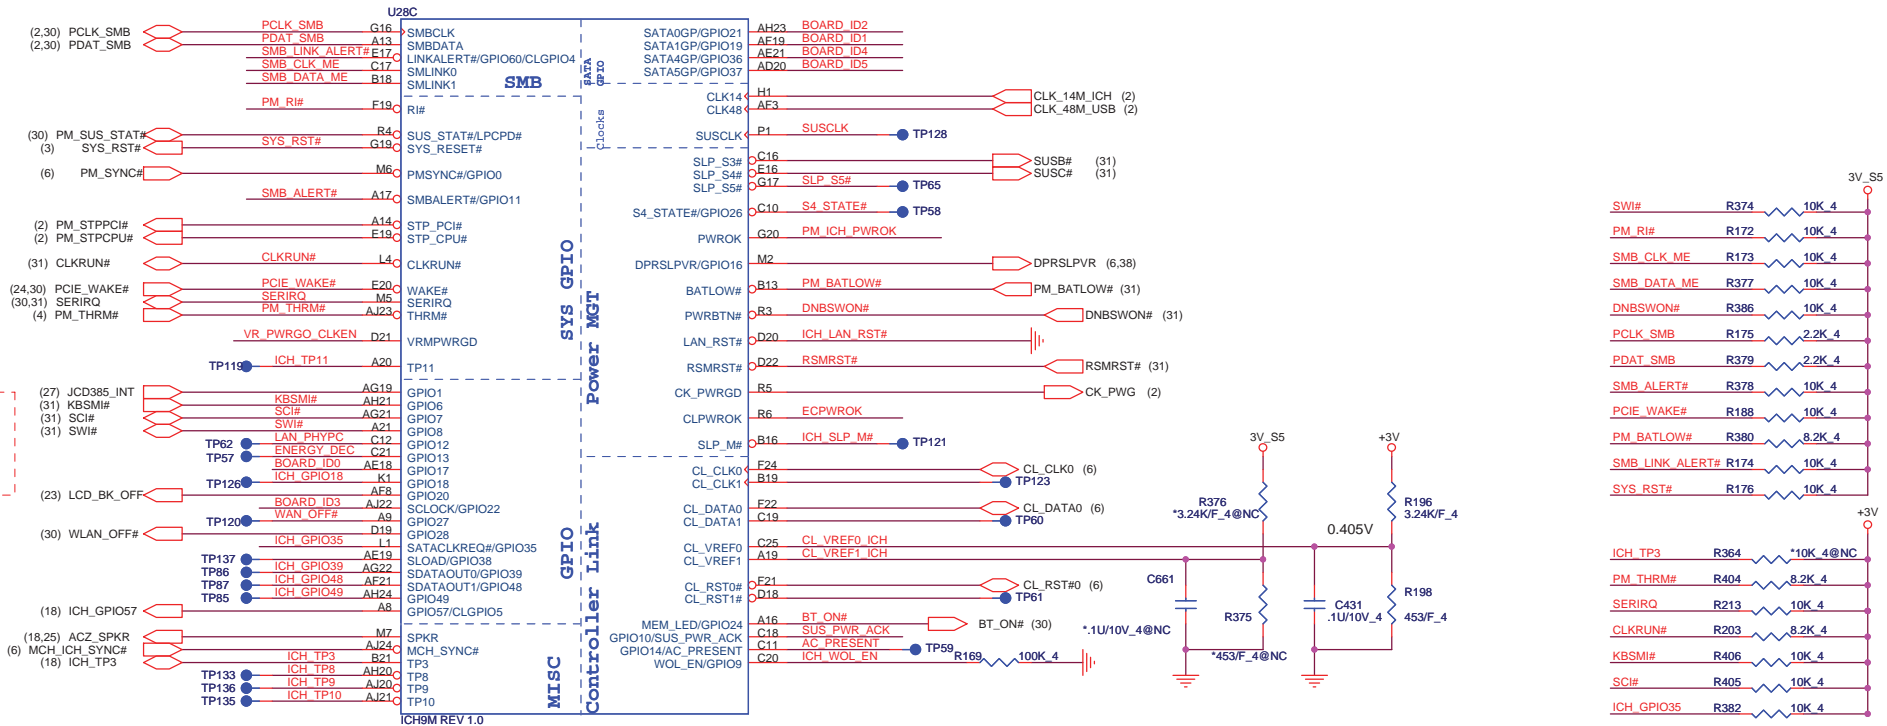 U28C
(2,30) PCLK_SMB PCLK_SMB G16 SMBCLK
(2,30) PDAT_SMB PDAT_SMB A13 SMBDATA
SMB_LINK_ALERT# E17 LINKALERT#/GPIO60/CLGPIO4
SMB_CLK_ME C17 SMLINK0
SMB_DATA_ME B18 SMLINK1
SMB
SATA
GPIO
PM_RI# F19 RI#
(30) PM_SUS_STAT# R4 SUS_STAT#/LPCPD#
(3) SYS_RST# SYS_RST# G19 SYS_RESET#
(6) PM_SYNC# M6 PMSYNC#/GPIO0
SMB_ALERT# A17 SMBALERT#/GPIO11
(2) PM_STPPCI# A14 STP_PCI#
(2) PM_STPCPU# E19 STP_CPU#
(31) CLKRUN# CLKRUN# L4 CLKRUN#
(24,30) PCIE_WAKE# PCIE_WAKE# E20 WAKE#
(30,31) SERIRQ SERIRQ M5 SERIRQ
(4) PM_THRM# PM_THRM# AJ23 THRM#
VR_PWRGO_CLKEN D21 VRMPWRGD
TP119 ICH_TP11 A20 TP11
SYS GPIO
Clocks
Power MGT
(27) JCD385_INT AG19 GPIO1
(31) KBSMI# KBSMI# AH21 GPIO6
(31) SCI# SCI# AG21 GPIO7
(31) SWI# SWI# A21 GPIO8
TP62 LAN_PHYPC C12 GPIO12
TP57 ENERGY_DEC C21 GPIO13
BOARD_ID0 AE18 GPIO17
TP126 ICH_GPIO18 K1 GPIO18
(23) LCD_BK_OFF AF8 GPIO20
BOARD_ID3 AJ22 SCLOCK/GPIO22
TP120 WAN_OFF# A9 GPIO27
(30) WLAN_OFF# D19 GPIO28
ICH_GPIO35 L1 SATACLKREQ#/GPIO35
TP137 AE19 SLOAD/GPIO38
TP86 ICH_GPIO39 AG22 SDATAOUT0/GPIO39
TP87 ICH_GPIO48 AF21 SDATAOUT1/GPIO48
TP85 ICH_GPIO49 AH24 GPIO49
(18) ICH_GPIO57 A8 GPIO57/CLGPIO5
GPIO
Controller Link
(18,25) ACZ_SPKR M7 SPKR
(6) MCH_ICH_SYNC# AJ24 MCH_SYNC#
(18) ICH_TP3 ICH_TP3 B21 TP3
TP133 ICH_TP8 AH20 TP8
TP136 ICH_TP9 AJ20 TP9
TP135 ICH_TP10 AJ21 TP10
MISC
ICH9M REV 1.0
SATA0GP/GPIO21 AH23 BOARD_ID2
SATA1GP/GPIO19 AF19 BOARD_ID1
SATA4GP/GPIO36 AE21 BOARD_ID4
SATA5GP/GPIO37 AD20 BOARD_ID5
CLK14 H1 CLK_14M_ICH (2)
CLK48 AF3 CLK_48M_USB (2)
SUSCLK P1 SUSCLK TP128
SLP_S3# C16 SUSB# (31)
SLP_S4# E16 SUSC# (31)
SLP_S5# G17 SLP_S5# TP65
S4_STATE#/GPIO26 C10 S4_STATE# TP58
PWROK G20 PM_ICH_PWROK
DPRSLPVR/GPIO16 M2 DPRSLPVR (6,38)
BATLOW# B13 PM_BATLOW# PM_BATLOW# (31)
PWRBTN# R3 DNBSWON# DNBSWON# (31)
LAN_RST# D20 ICH_LAN_RST#
RSMRST# D22 RSMRST# RSMRST# (31)
CK_PWRGD R5 CK_PWG (2)
CLPWROK R6 ECPWROK
SLP_M# B16 ICH_SLP_M# TP121
CL_CLK0 F24 CL_CLK0 (6)
CL_CLK1 B19 TP123
CL_DATA0 F22 CL_DATA0 (6)
CL_DATA1 C19 TP60
CL_VREF0 C25 CL_VREF0_ICH
CL_VREF1 A19 CL_VREF1_ICH
CL_RST0# F21 CL_RST#0 (6)
CL_RST1# D18 TP61
MEM_LED/GPIO24 A16 BT_ON# BT_ON# (30)
GPIO10/SUS_PWR_ACK C18 SUS_PWR_ACK
GPIO14/AC_PRESENT C11 AC_PRESENT TP59
WOL_EN/GPIO9 C20 ICH_WOL_EN R169 100K_4
3V_S5
+3V
R376
*3.24K/F_4@NC
R196
3.24K/F_4
0.405V
C661
*.1U/10V_4@NC
R375
*453/F_4@NC
C431
.1U/10V_4
R198
453/F_4
3V_S5
SWI# R374 10K_4
PM_RI# R172 10K_4
SMB_CLK_ME R173 10K_4
SMB_DATA_ME R377 10K_4
DNBSWON# R386 10K_4
PCLK_SMB R175 2.2K_4
PDAT_SMB R379 2.2K_4
SMB_ALERT# R378 10K_4
PCIE_WAKE# R188 10K_4
PM_BATLOW# R380 8.2K_4
SMB_LINK_ALERT# R174 10K_4
SYS_RST# R176 10K_4
+3V
ICH_TP3 R364 *10K_4@NC
PM_THRM# R404 8.2K_4
SERIRQ R213 10K_4
CLKRUN# R203 8.2K_4
KBSMI# R406 10K_4
SCI# R405 10K_4
ICH_GPIO35 R382 10K_4